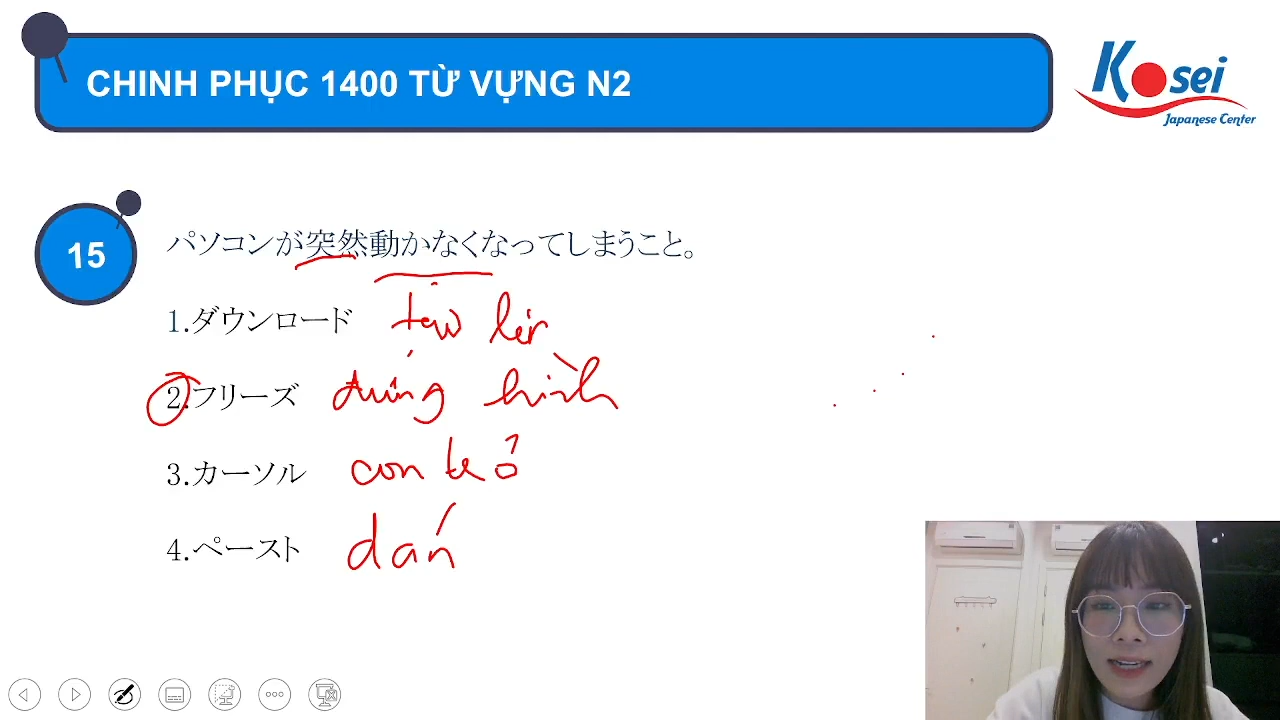 CHINH PHỤC 1400 TỪ VỰNG N2
Kosei
Japanese Center
15
パソコンが突然動かなくなってしまうこと。
1.ダウンロード
2.フリーズ đứng hình
3.カーソル con trỏ
4.ペースト dán